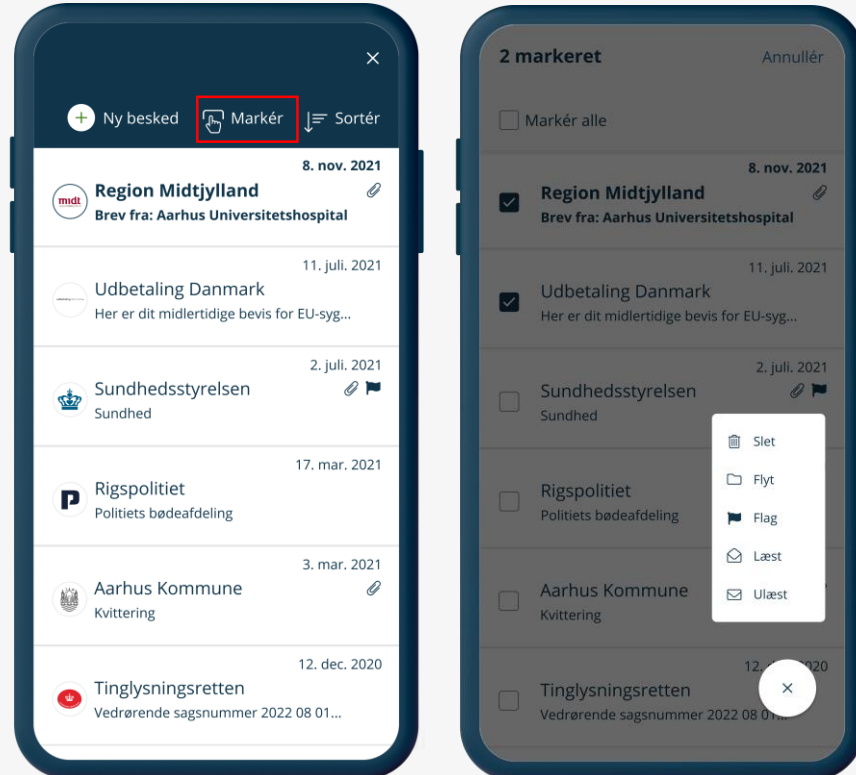 Ny besked
Markér
Sortér
8. nov. 2021
midt
Region Midtjylland
Brev fra: Aarhus Universitetshospital
11. juli. 2021
Udbetaling Danmark
Her er dit midlertidige bevis for EU-syg...
2. juli. 2021
Sundhedsstyrelsen
Sundhed
17. mar. 2021
Rigspolitiet
Politiets bødeafdeling
3. mar. 2021
Aarhus Kommune
Kvittering
12. dec. 2020
Tinglysningsretten
Vedrørende sagsnummer 2022 08 01...
2 markeret
Annullér
Markér alle
8. nov. 2021
Region Midtjylland
Brev fra: Aarhus Universitetshospital
11. juli. 2021
Udbetaling Danmark
Her er dit midlertidige bevis for EU-syg...
2. juli. 2021
Sundhedsstyrelsen
Sundhed
Slet
Flyt
Flag
Læst
Ulæst
Rigspolitiet
Politiets bødeafdeling
Aarhus Kommune
Kvittering
12. 20
Tinglysningsretten
Vedrørende sagsnummer 2022 08 01...